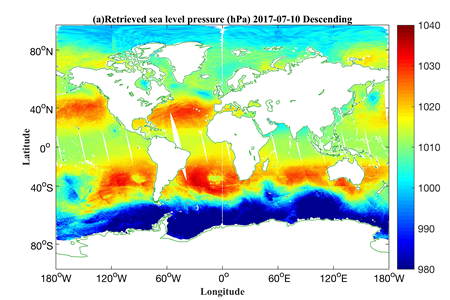 (a)Retrieved sea level pressure (hPa) 2017-07-10 Descending
1040
1030
1020
1010
1000
990
980
80°N
40°N
0°
40°S
80°S
Latitude
180°W 120°W 60°W 0° 60°E 120°E 180°W
Longitude